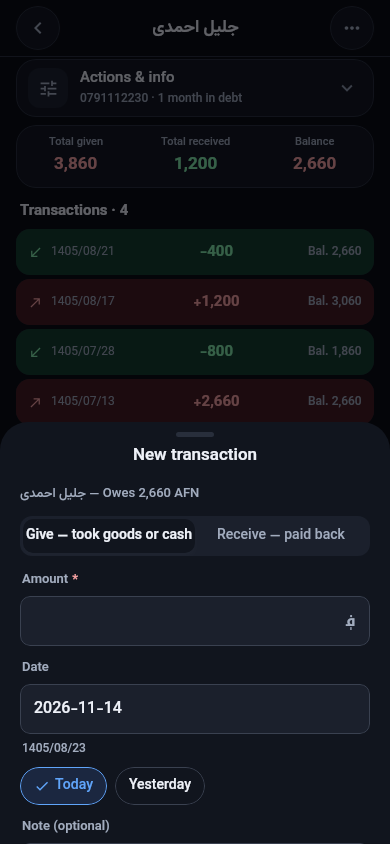 جلیل احمدی
Actions & info
0791112230 · 1 month in debt
Total given Total received Balance
3,860 1,200 2,660
Transactions · 4
1405/08/21 -400 Bal. 2,660
1405/08/17 +1,200 Bal. 3,060
1405/07/28 -800 Bal. 1,860
1405/07/13 +2,660 Bal. 2,660
New transaction
جلیل احمدی — Owes 2,660 AFN
Give — took goods or cash Receive — paid back
Amount *
؋
Date
2026-11-14
1405/08/23
Today Yesterday
Note (optional)